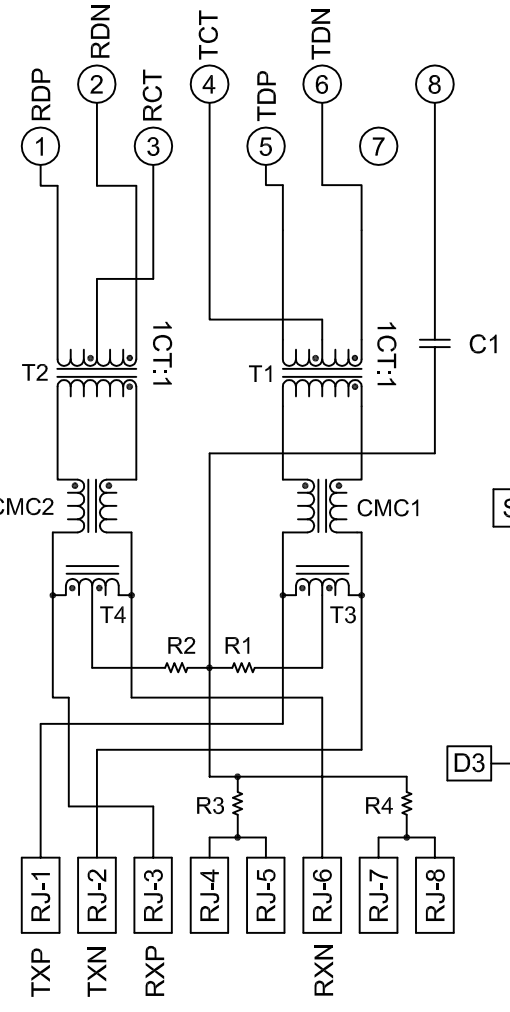 RDN
TCT
TDN
RDP
RCT
TDP
2
4
6
8
1
3
5
7
1CT:1
1CT:1
C1
T2
T1
CMC2
CMC1
S
T4
T3
R2
R1
D3
R3
R4
RJ-1
RJ-2
RJ-3
RJ-4
RJ-5
RJ-6
RJ-7
RJ-8
TXP
TXN
RXP
RXN